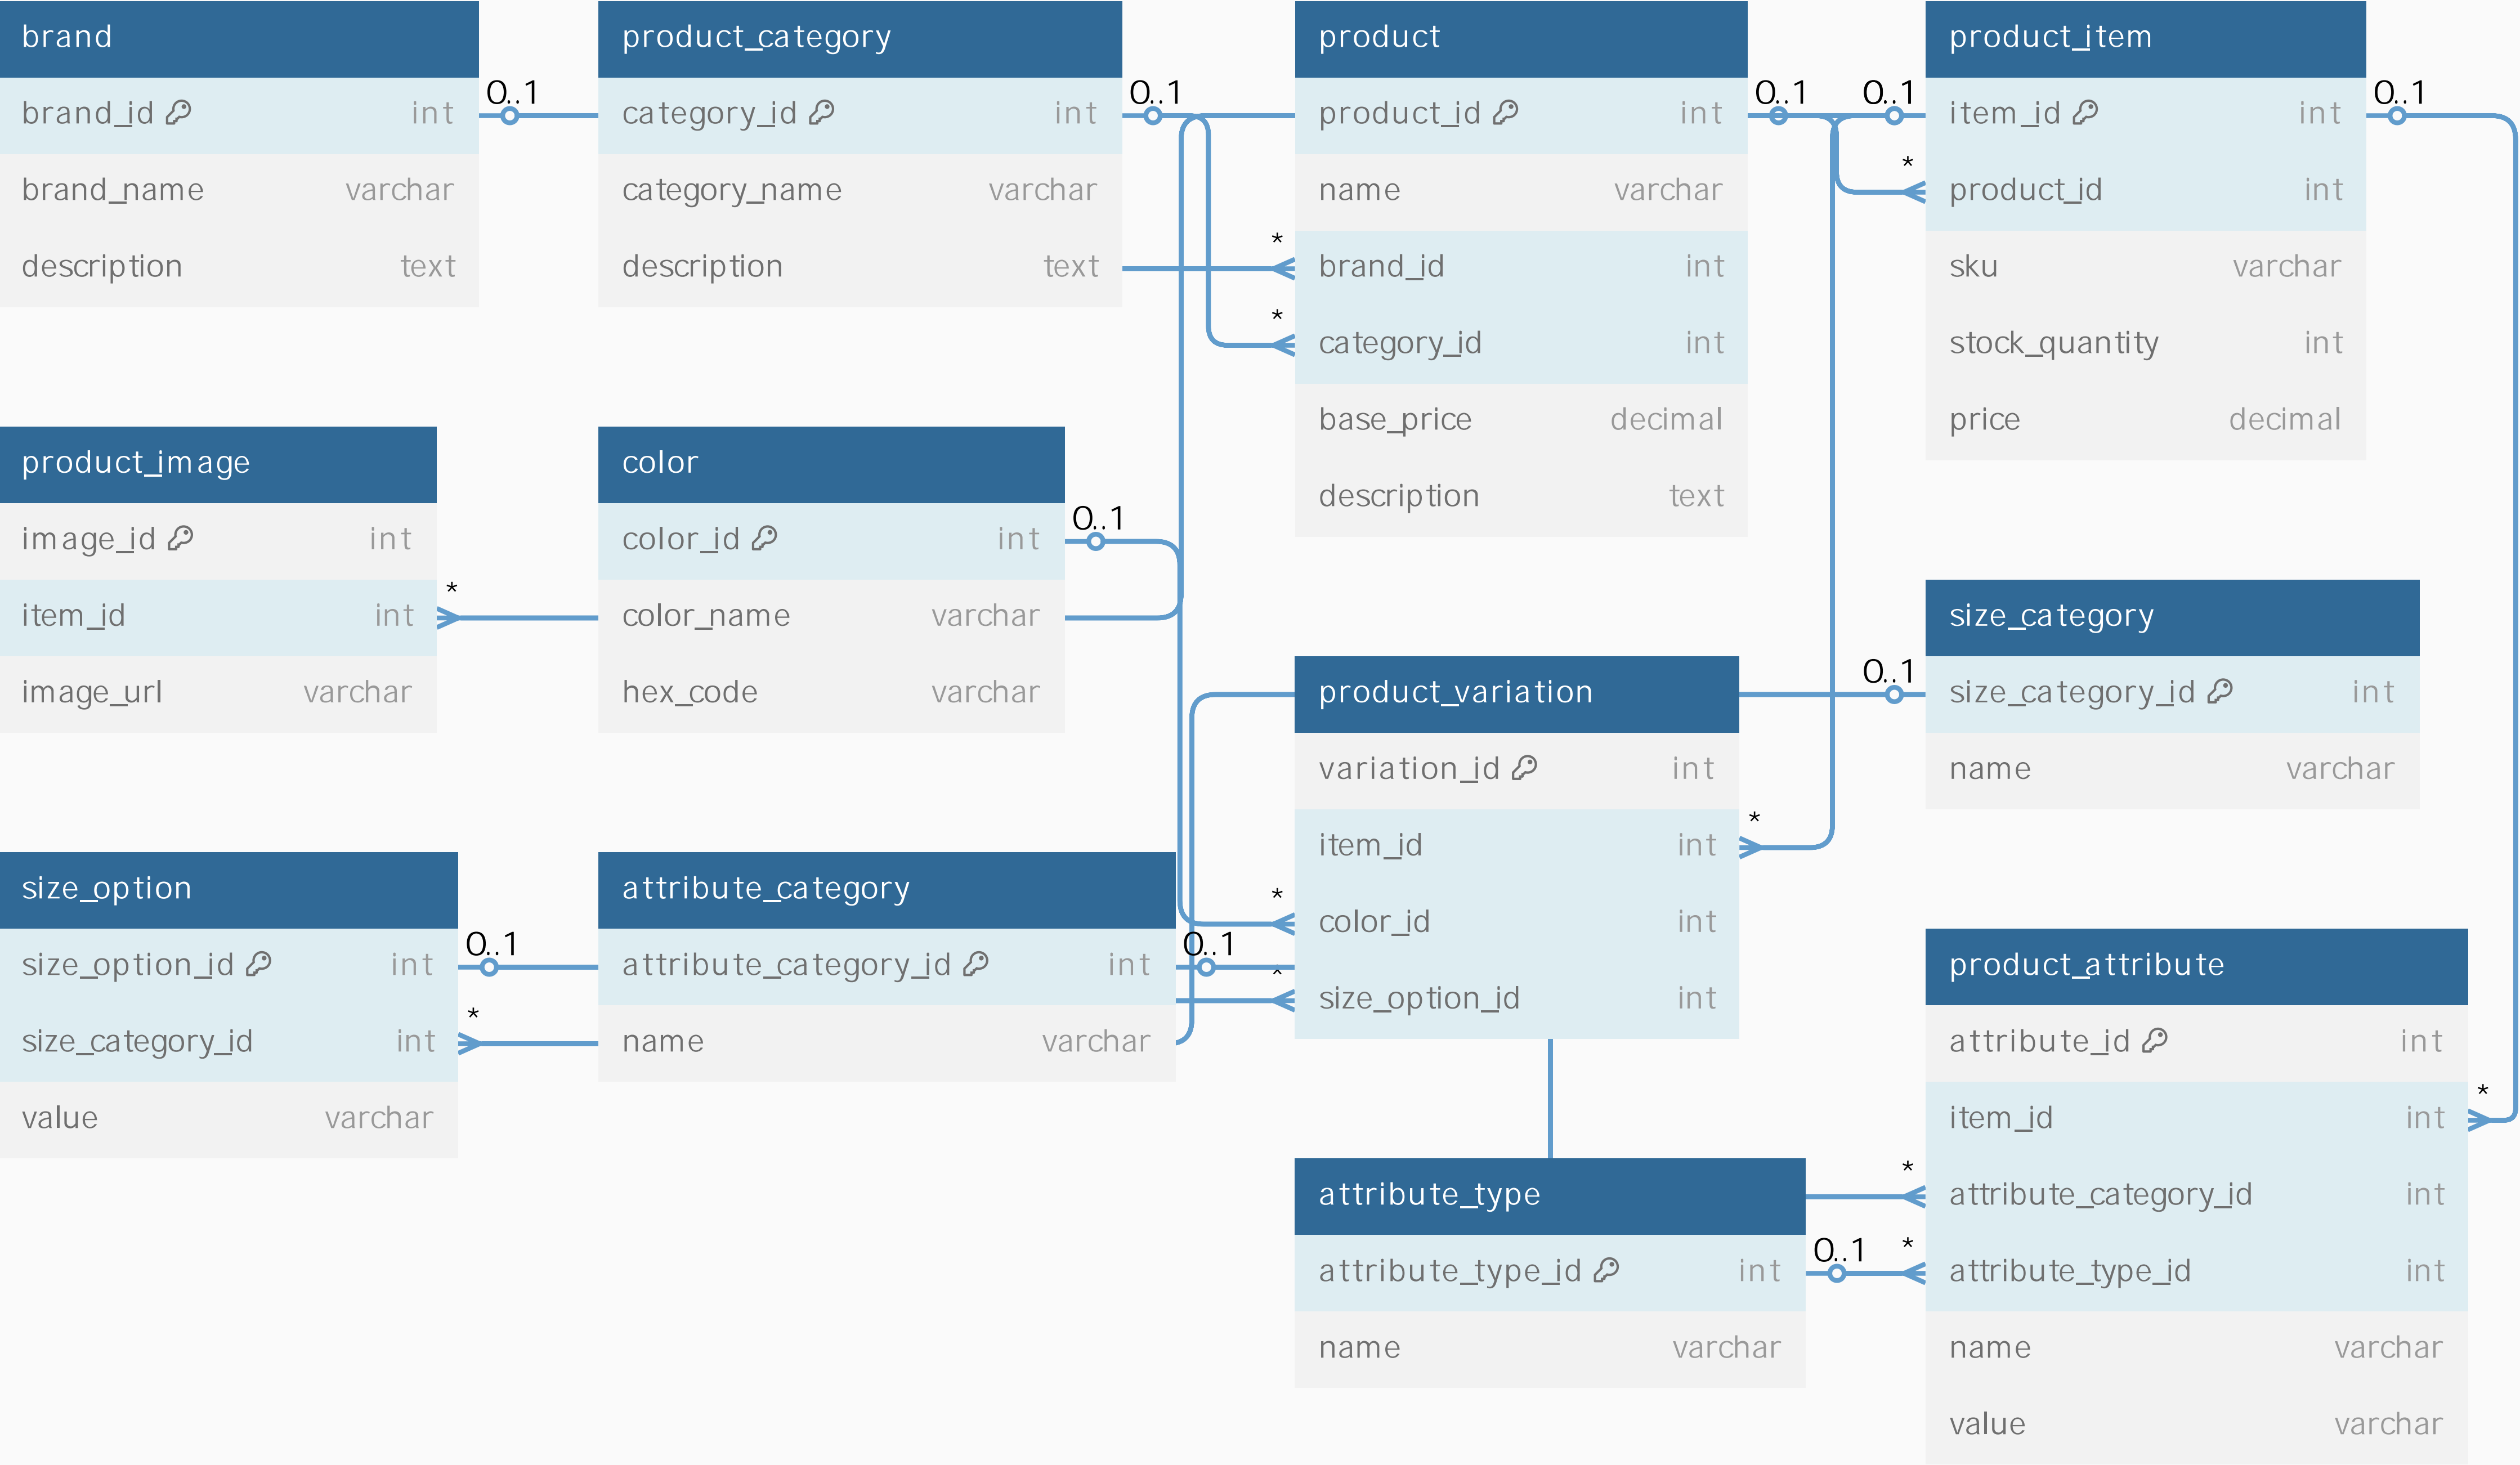 brand
brand_id int
brand_name varchar
description text
0..1
product_category
category_id int
category_name varchar
description text
0..1
*
*
product
product_id int
name varchar
brand_id int
category_id int
base_price decimal
description text
0..1
0..1
*
product_item
item_id int
product_id int
sku varchar
stock_quantity int
price decimal
0..1
product_image
image_id int
item_id int
image_url varchar
*
color
color_id int
color_name varchar
hex_code varchar
0..1
product_variation
variation_id int
item_id int
color_id int
size_option_id int
*
*
*
0..1
size_category
size_category_id int
name varchar
size_option
size_option_id int
size_category_id int
value varchar
0..1
*
attribute_category
attribute_category_id int
name varchar
0..1
attribute_type
attribute_type_id int
name varchar
0..1
*
*
product_attribute
attribute_id int
item_id int
attribute_category_id int
attribute_type_id int
name varchar
value varchar
*